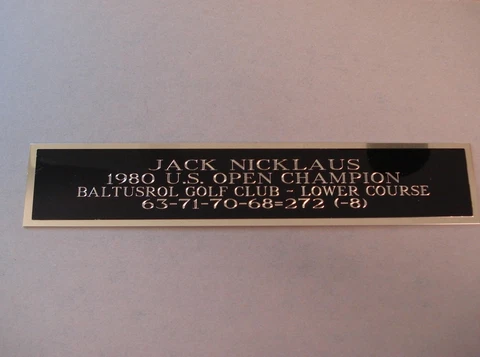 JACK NICKLAUS
1980 U.S. OPEN CHAMPION
BALTUSROL GOLF CLUB - LOWER COURSE
63-71-70-68=272 (-8)